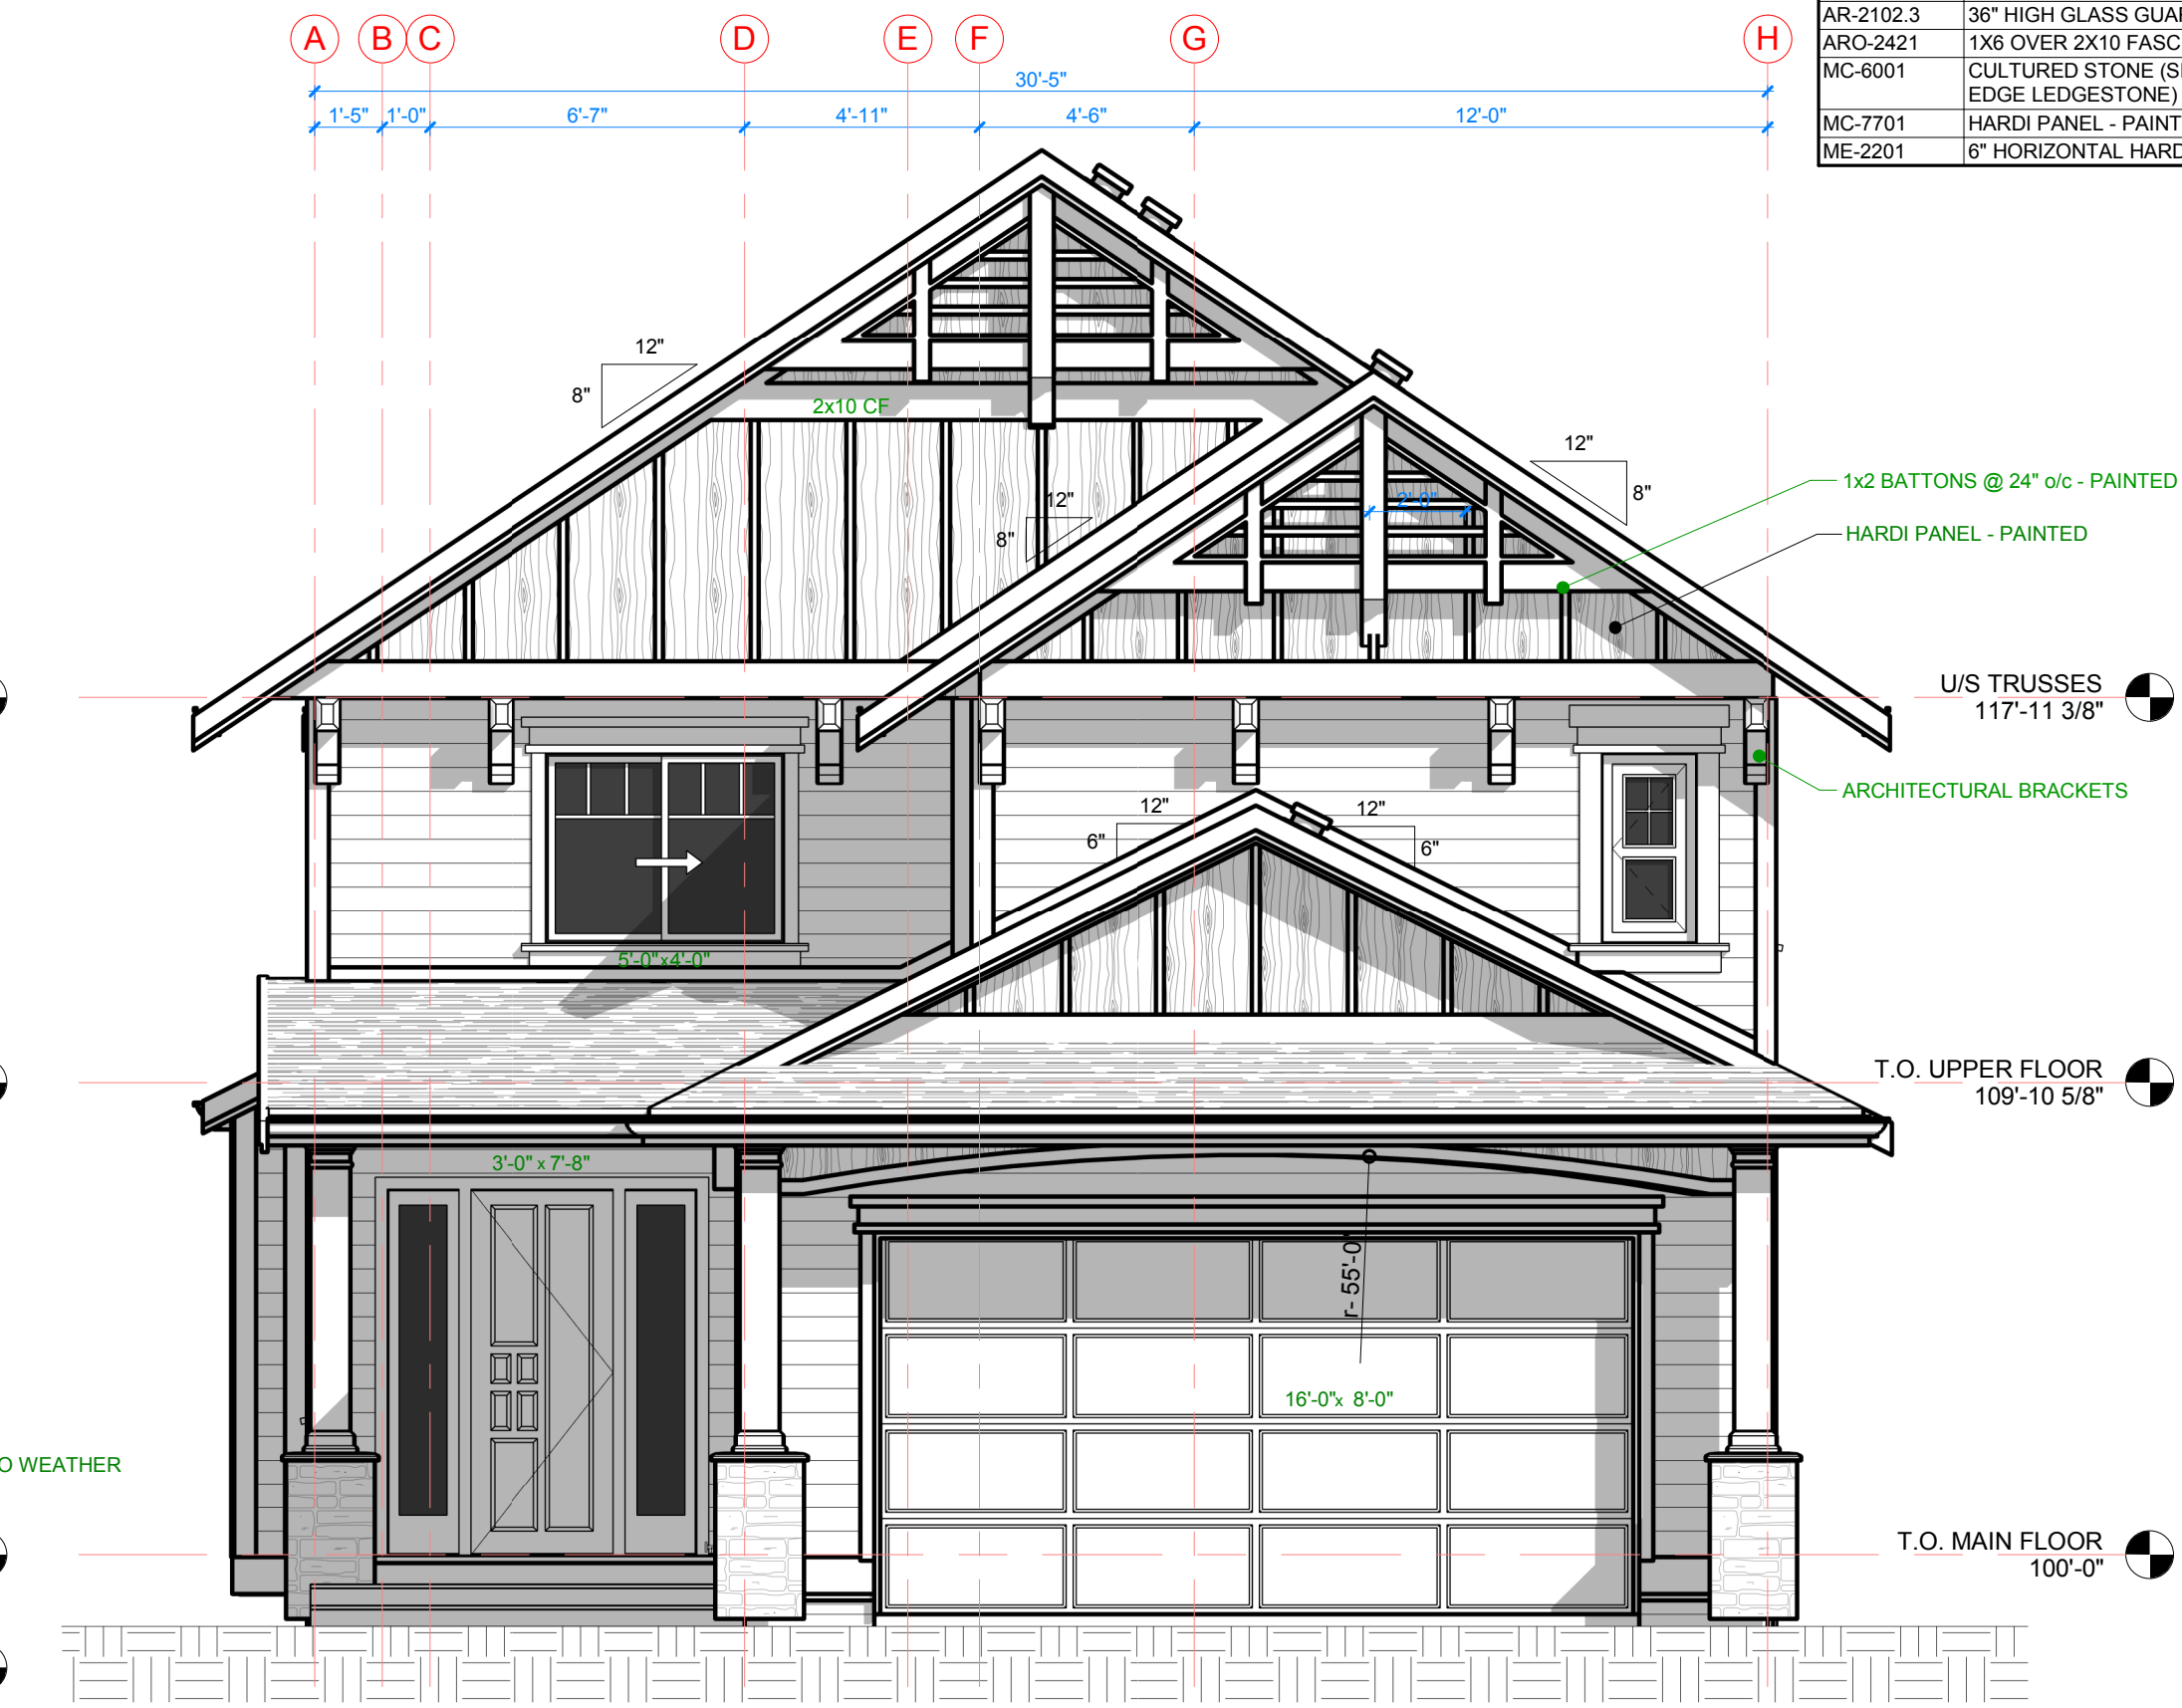 AR-2102.3 36" HIGH GLASS GUA
ARO-2421 1X6 OVER 2X10 FASC
MC-6001 CULTURED STONE (S
EDGE LEDGESTONE)
MC-7701 HARDI PANEL - PAINT
ME-2201 6" HORIZONTAL HARD
A B C D E F G H
30'-5"
1'-5" 1'-0" 6'-7" 4'-11" 4'-6" 12'-0"
12"
8"
2x10 CF
12"
8"
12"
8"
2'-0"
1x2 BATTONS @ 24" o/c - PAINTED
HARDI PANEL - PAINTED
U/S TRUSSES
117'-11 3/8"
ARCHITECTURAL BRACKETS
12" 12"
6" 6"
5'-0"x4'-0"
T.O. UPPER FLOOR
109'-10 5/8"
3'-0" x 7'-8"
r- 55'-0
16'-0"x 8'-0"
O WEATHER
T.O. MAIN FLOOR
100'-0"